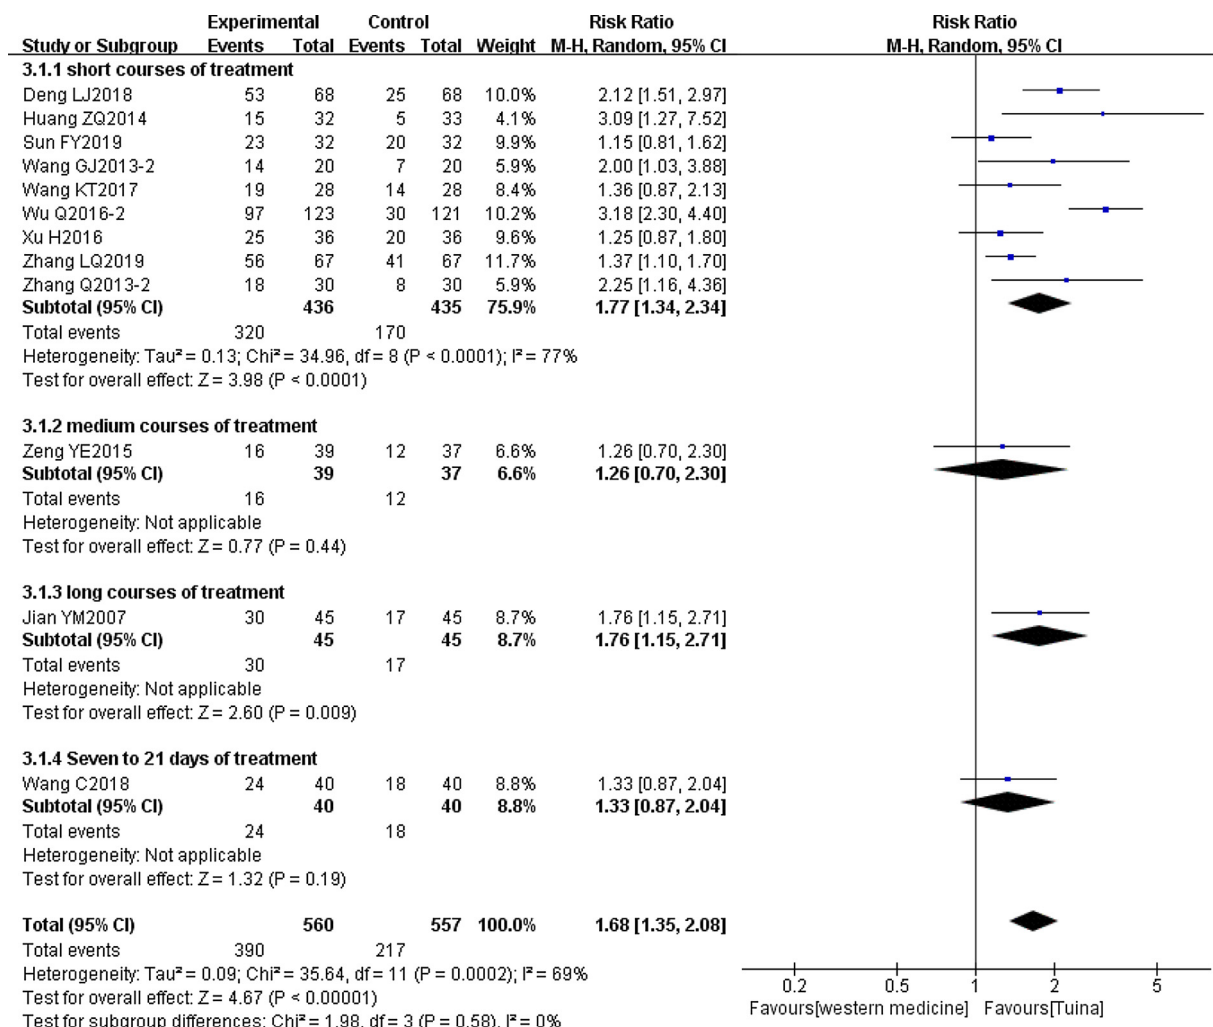 Experimental Control Risk Ratio Risk Ratio
Study or Subgroup Events Total Events Total Weight M-H, Random, 95% CI M-H, Random, 95% CI
3.1.1 short courses of treatment
Deng LJ2018 53 68 25 68 10.0% 2.12 [1.51, 2.97]
Huang ZQ2014 15 32 5 33 4.1% 3.09 [1.27, 7.52]
Sun FY2019 23 32 20 32 9.9% 1.15 [0.81, 1.62]
Wang GJ2013-2 14 20 7 20 5.9% 2.00 [1.03, 3.88]
Wang KT2017 19 28 14 28 8.4% 1.36 [0.87, 2.13]
Wu Q2016-2 97 123 30 121 10.2% 3.18 [2.30, 4.40]
Xu H2016 25 36 20 36 9.6% 1.25 [0.87, 1.80]
Zhang LQ2019 56 67 41 67 11.7% 1.37 [1.10, 1.70]
Zhang Q2013-2 18 30 8 30 5.9% 2.25 [1.16, 4.36]
Subtotal (95% CI) 436 435 75.9% 1.77 [1.34, 2.34]
Total events 320 170
Heterogeneity: Tau² = 0.13; Chi² = 34.96, df = 8 (P < 0.0001); I² = 77%
Test for overall effect: Z = 3.98 (P < 0.0001)
3.1.2 medium courses of treatment
Zeng YE2015 16 39 12 37 6.6% 1.26 [0.70, 2.30]
Subtotal (95% CI) 39 37 6.6% 1.26 [0.70, 2.30]
Total events 16 12
Heterogeneity: Not applicable
Test for overall effect: Z = 0.77 (P = 0.44)
3.1.3 long courses of treatment
Jian YM2007 30 45 17 45 8.7% 1.76 [1.15, 2.71]
Subtotal (95% CI) 45 45 8.7% 1.76 [1.15, 2.71]
Total events 30 17
Heterogeneity: Not applicable
Test for overall effect: Z = 2.60 (P = 0.009)
3.1.4 Seven to 21 days of treatment
Wang C2018 24 40 18 40 8.8% 1.33 [0.87, 2.04]
Subtotal (95% CI) 40 40 8.8% 1.33 [0.87, 2.04]
Total events 24 18
Heterogeneity: Not applicable
Test for overall effect: Z = 1.32 (P = 0.19)
Total (95% CI) 560 557 100.0% 1.68 [1.35, 2.08]
Total events 390 217
Heterogeneity: Tau² = 0.09; Chi² = 35.64, df = 11 (P = 0.0002); I² = 69%
Test for overall effect: Z = 4.67 (P < 0.00001)
Test for subgroup differences: Chi² = 1.98, df = 3 (P = 0.58), I² = 0%
0.2 0.5 1 2 5
Favours[western medicine] Favours[Tuina]